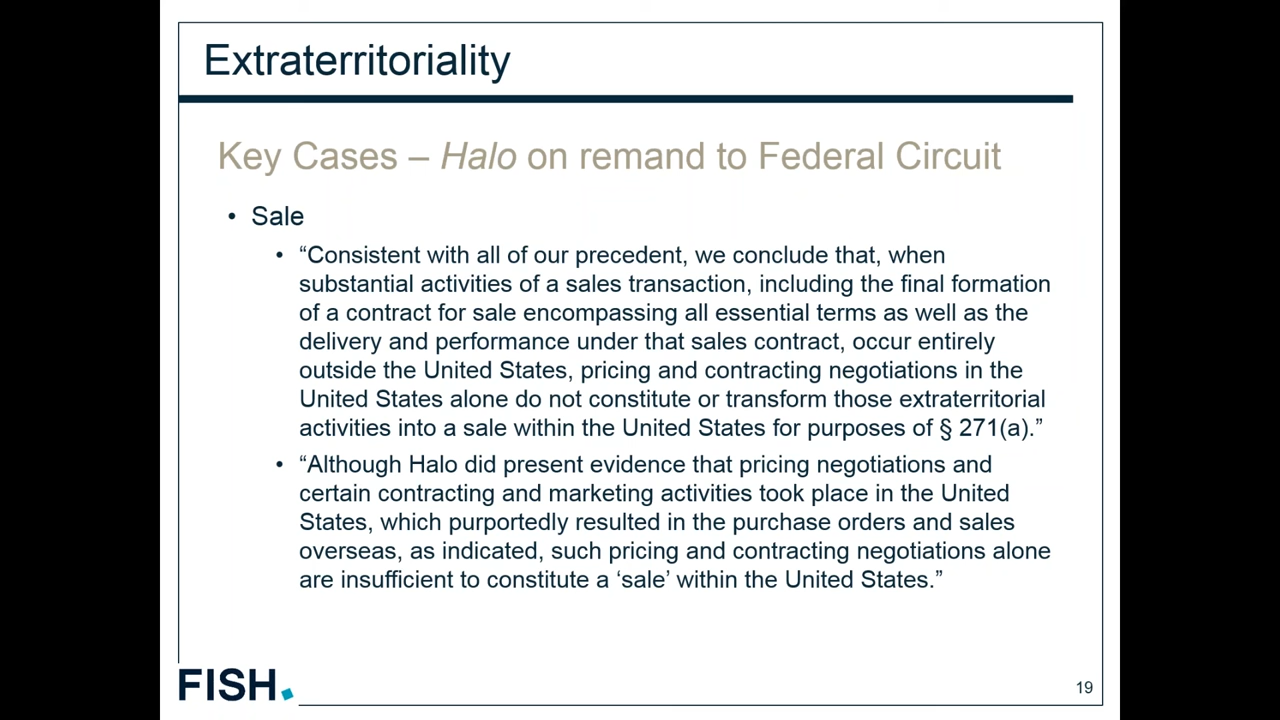 Extraterritoriality
Key Cases – Halo on remand to Federal Circuit
• Sale
• “Consistent with all of our precedent, we conclude that, when
substantial activities of a sales transaction, including the final formation
of a contract for sale encompassing all essential terms as well as the
delivery and performance under that sales contract, occur entirely
outside the United States, pricing and contracting negotiations in the
United States alone do not constitute or transform those extraterritorial
activities into a sale within the United States for purposes of § 271(a).”
• “Although Halo did present evidence that pricing negotiations and
certain contracting and marketing activities took place in the United
States, which purportedly resulted in the purchase orders and sales
overseas, as indicated, such pricing and contracting negotiations alone
are insufficient to constitute a ‘sale’ within the United States.”
FISH.
19